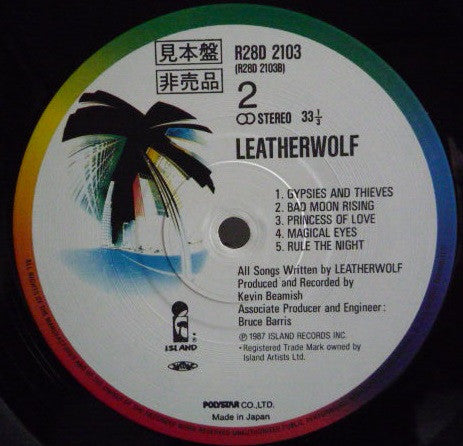 見本盤
非売品
R28D 2103
(R28D 2103B)
2
STEREO 33 1/3
LEATHERWOLF
1. GYPSIES AND THIEVES
2. BAD MOON RISING
3. PRINCESS OF LOVE
4. MAGICAL EYES
5. RULE THE NIGHT
All Songs Written by LEATHERWOLF
Produced and Recorded by
Kevin Beamish
Associate Producer and Engineer:
Bruce Barris
℗ 1987 ISLAND RECORDS INC.
•Registered Trade Mark owned by
Island Artists Ltd.
ISLAND
POLYSTAR CO.,LTD.
Made in Japan